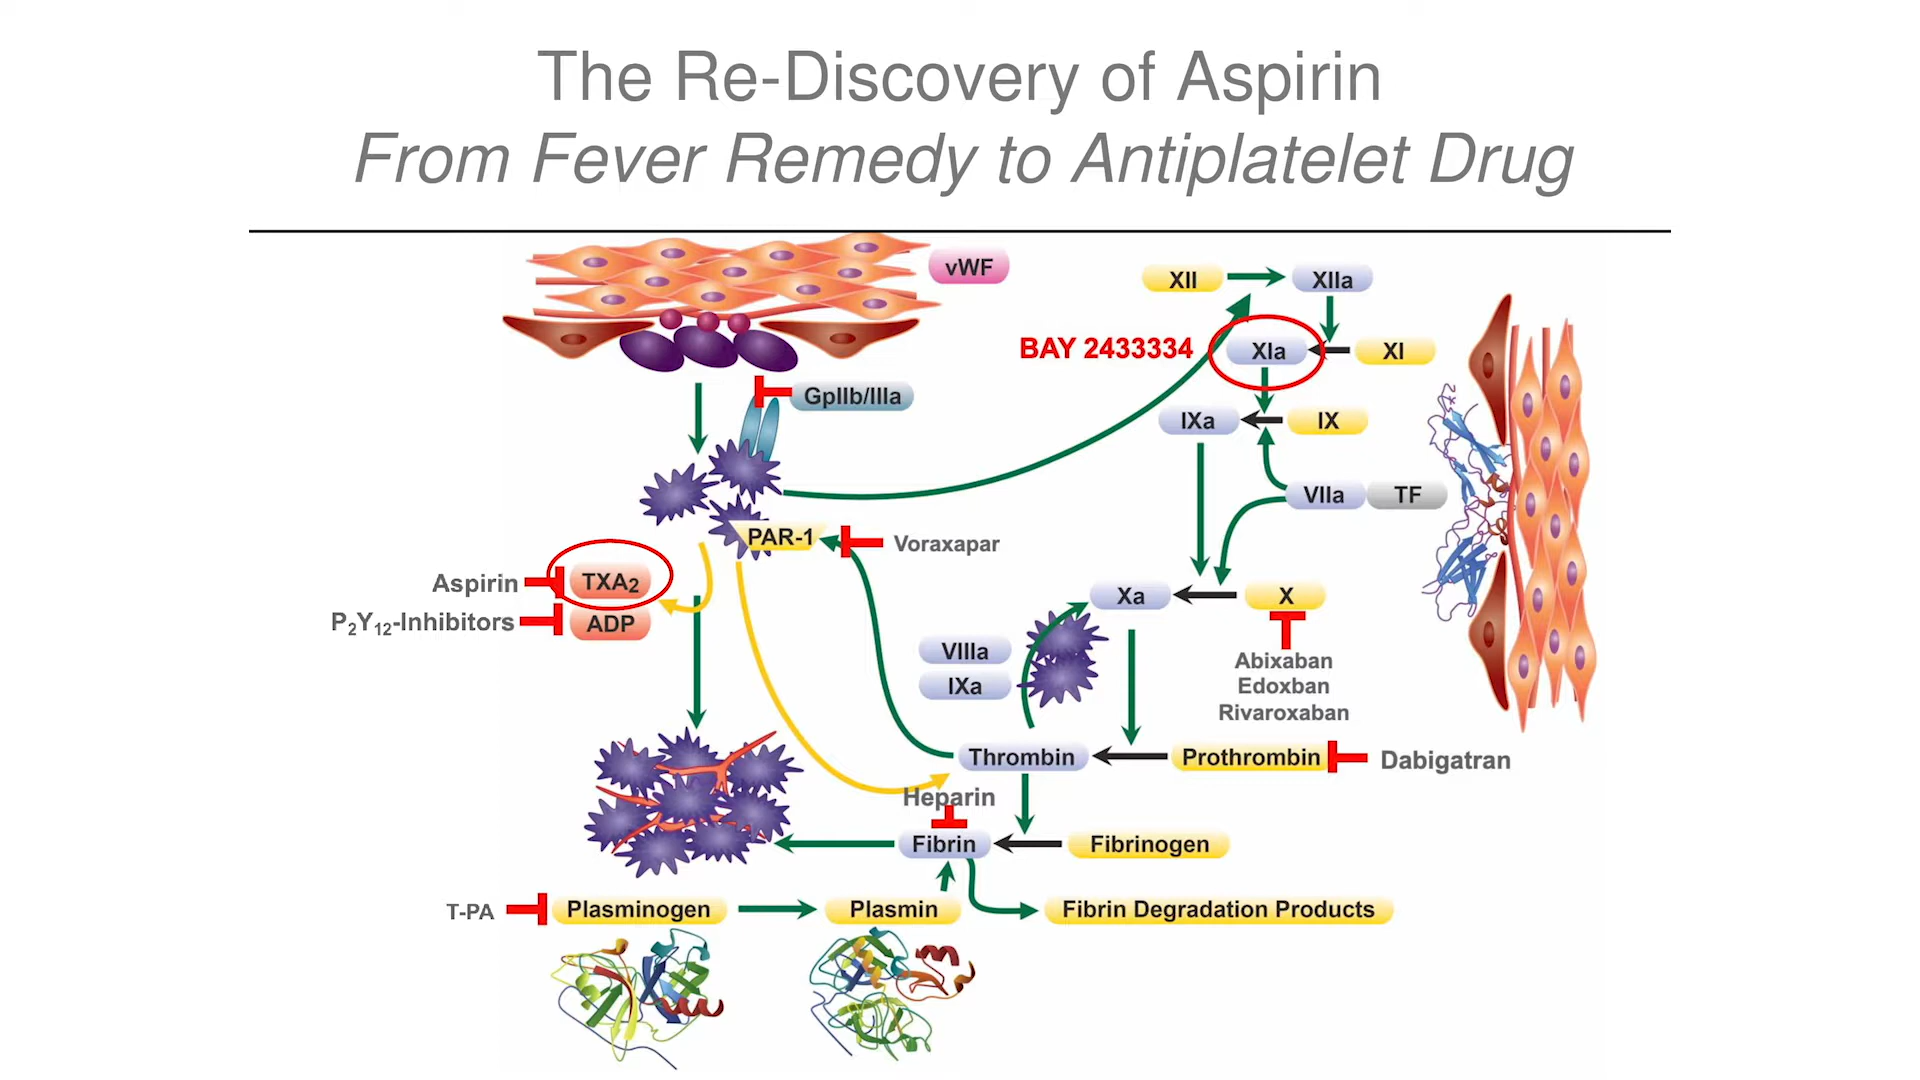 The Re-Discovery of Aspirin
From Fever Remedy to Antiplatelet Drug
vWF
XII
XIIa
BAY 2433334
XIa
XI
GpIIb/IIIa
IXa
IX
VIIa
TF
PAR-1
Voraxapar
Aspirin
TXA2
P2Y12-Inhibitors
ADP
Xa
X
VIIIa
IXa
Abixaban
Edoxban
Rivaroxaban
Thrombin
Prothrombin
Dabigatran
Heparin
Fibrin
Fibrinogen
T-PA
Plasminogen
Plasmin
Fibrin Degradation Products